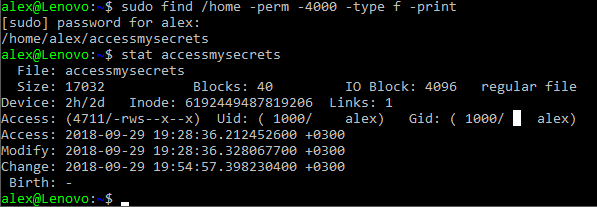 alex@Lenovo:~$ sudo find /home -perm -4000 -type f -print
[sudo] password for alex:
/home/alex/accessmysecrets
alex@Lenovo:~$ stat accessmysecrets
  File: accessmysecrets
  Size: 17032           Blocks: 40         IO Block: 4096   regular file
Device: 2h/2d   Inode: 6192449487819206  Links: 1
Access: (4711/-rws--x--x)  Uid: ( 1000/    alex)   Gid: ( 1000/    alex)
Access: 2018-09-29 19:28:36.212452600 +0300
Modify: 2018-09-29 19:28:36.328067700 +0300
Change: 2018-09-29 19:54:57.398230400 +0300
 Birth: -
alex@Lenovo:~$